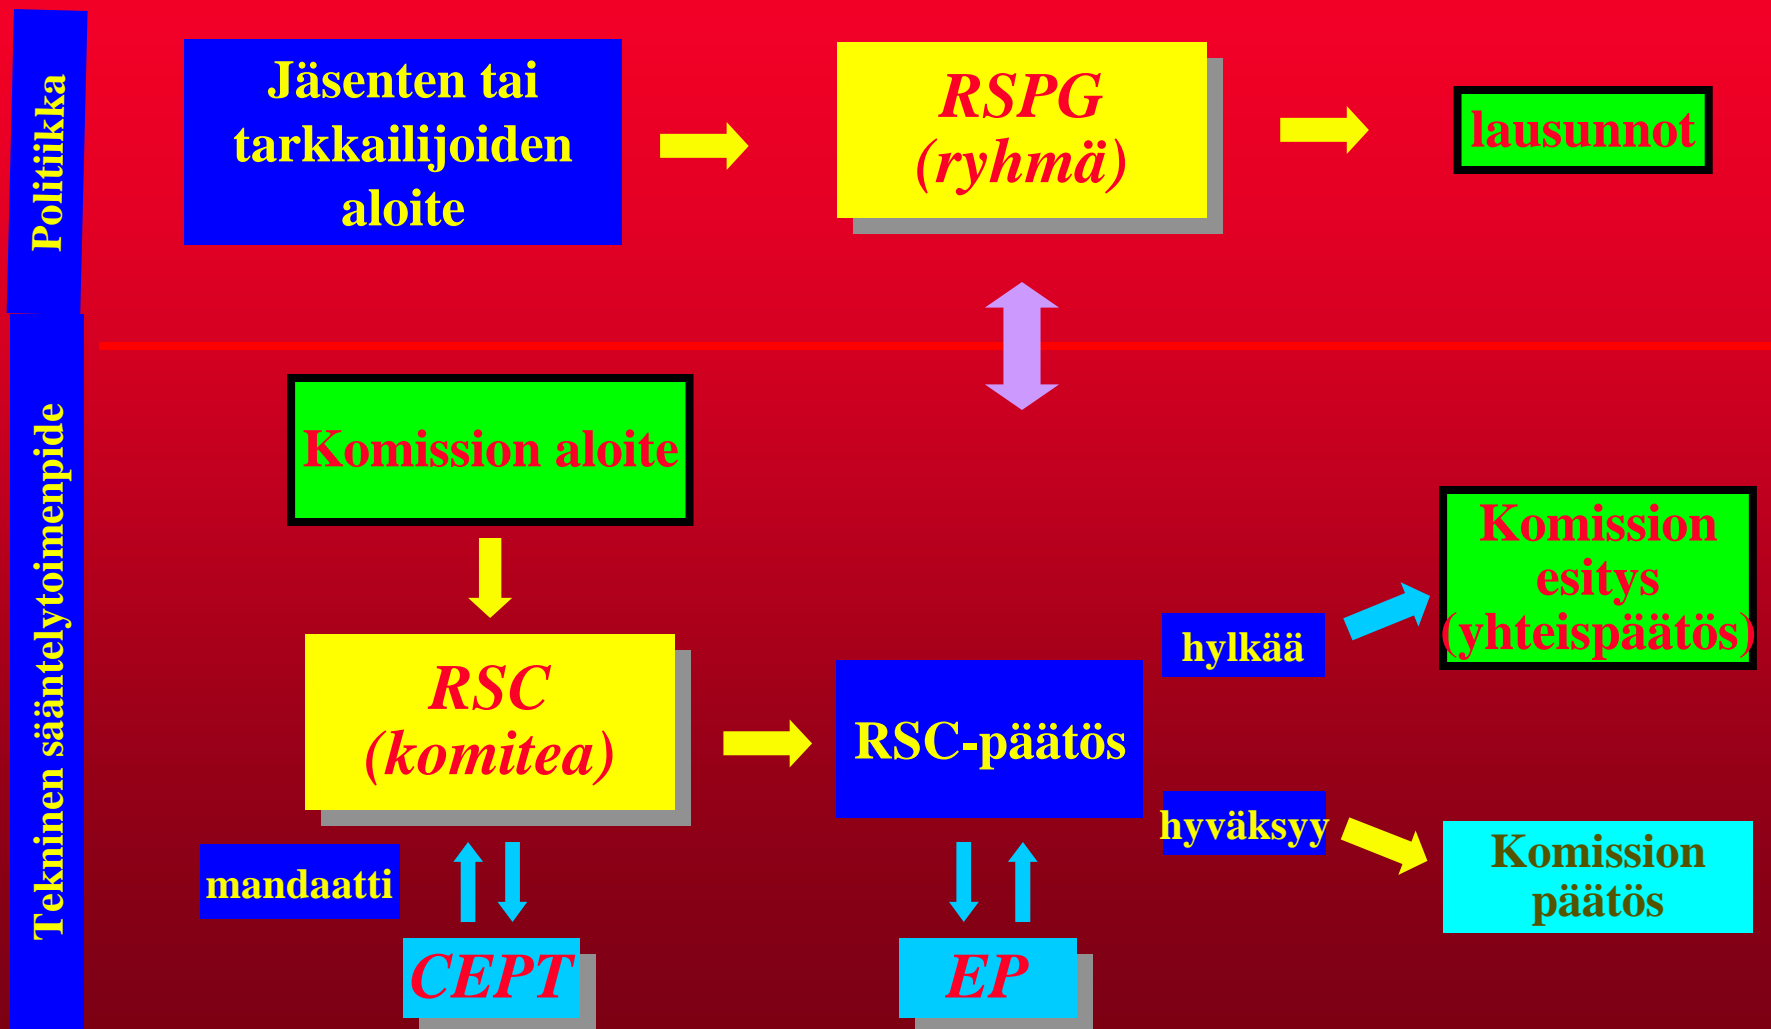 Politiikka
Jäsenten tai
tarkkailijoiden
aloite
RSPG
(ryhmä)
lausunnot
Tekninen sääntelytoimenpide
Komission aloite
RSC
(komitea)
RSC-päätös
hylkää
Komission
esitys
(yhteispäätös)
hyväksyy
Komission
päätös
mandaatti
CEPT
EP